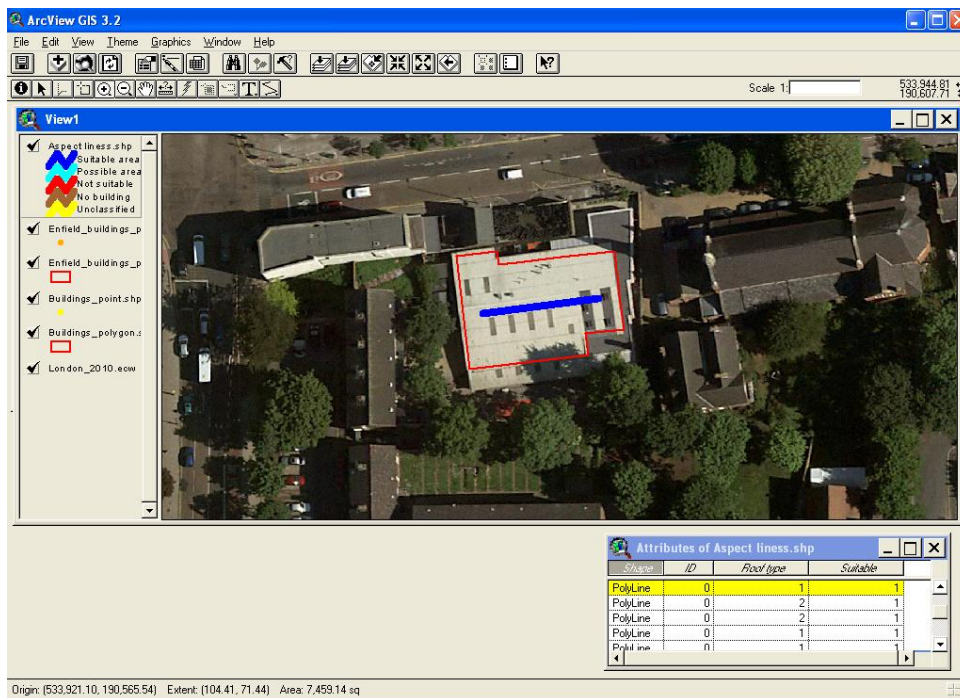 ArcView GIS 3.2
File Edit View Theme Graphics Window Help
Scale 1:
533,944.81
190,607.71
View1
Aspect liness.shp
Suitable area
Possible area
Not suitable
No building
Unclassified
Enfield_buildings_p
Enfield_buildings_p
Buildings_point.shp
Buildings_polygon.s
London_2010.ecw
Attributes of Aspect liness.shp
Shape ID Roof type Suitable
PolyLine 0 1 1
PolyLine 0 2 1
PolyLine 0 2 1
PolyLine 0 1 1
PolyLine 0 1 1
Origin: (533,921.10, 190,565.54) Extent: (104.41, 71.44) Area: 7,459.14 sq